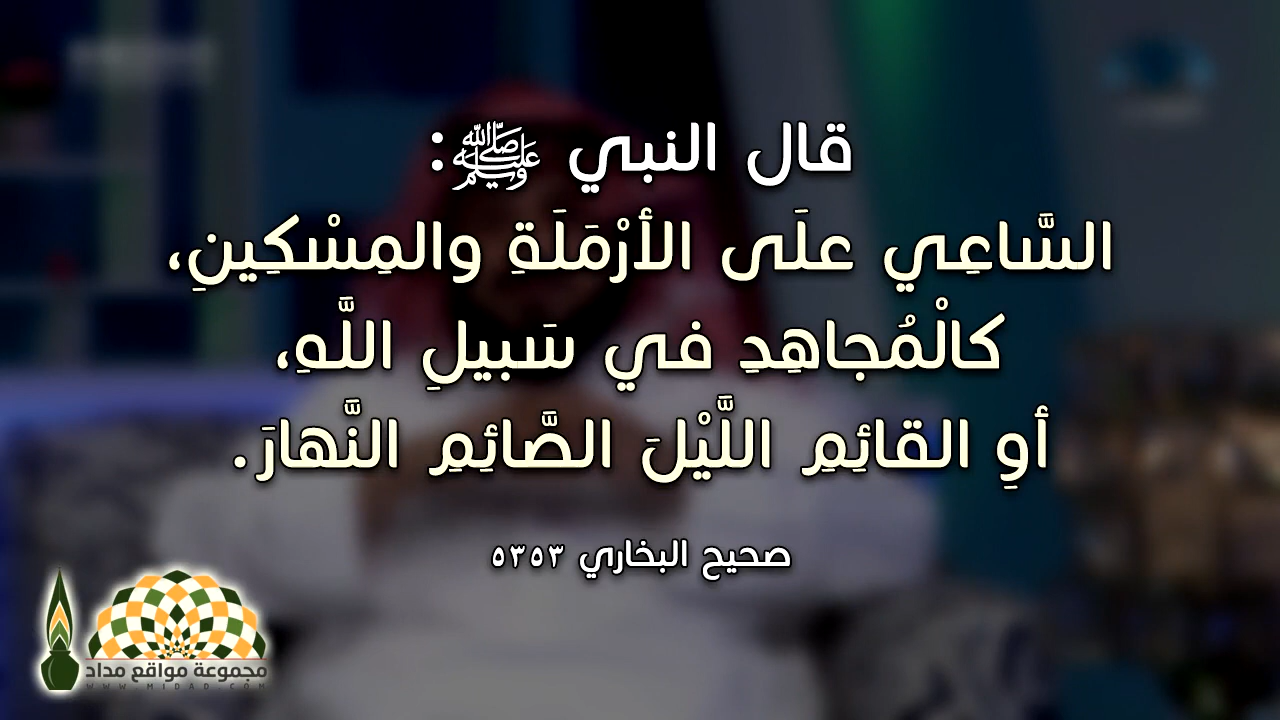 قال النبي ﷺ:
السَّاعِي علَى الأرْمَلَةِ والمِسْكِينِ،
كالْمُجاهِدِ في سَبيلِ اللَّهِ،
أوِ القائِمِ اللَّيْلَ الصَّائِمِ النَّهارَ.
صحيح البخاري ٥٣٥٣
مجموعة مواقع مداد
WWW.MIDAD.COM